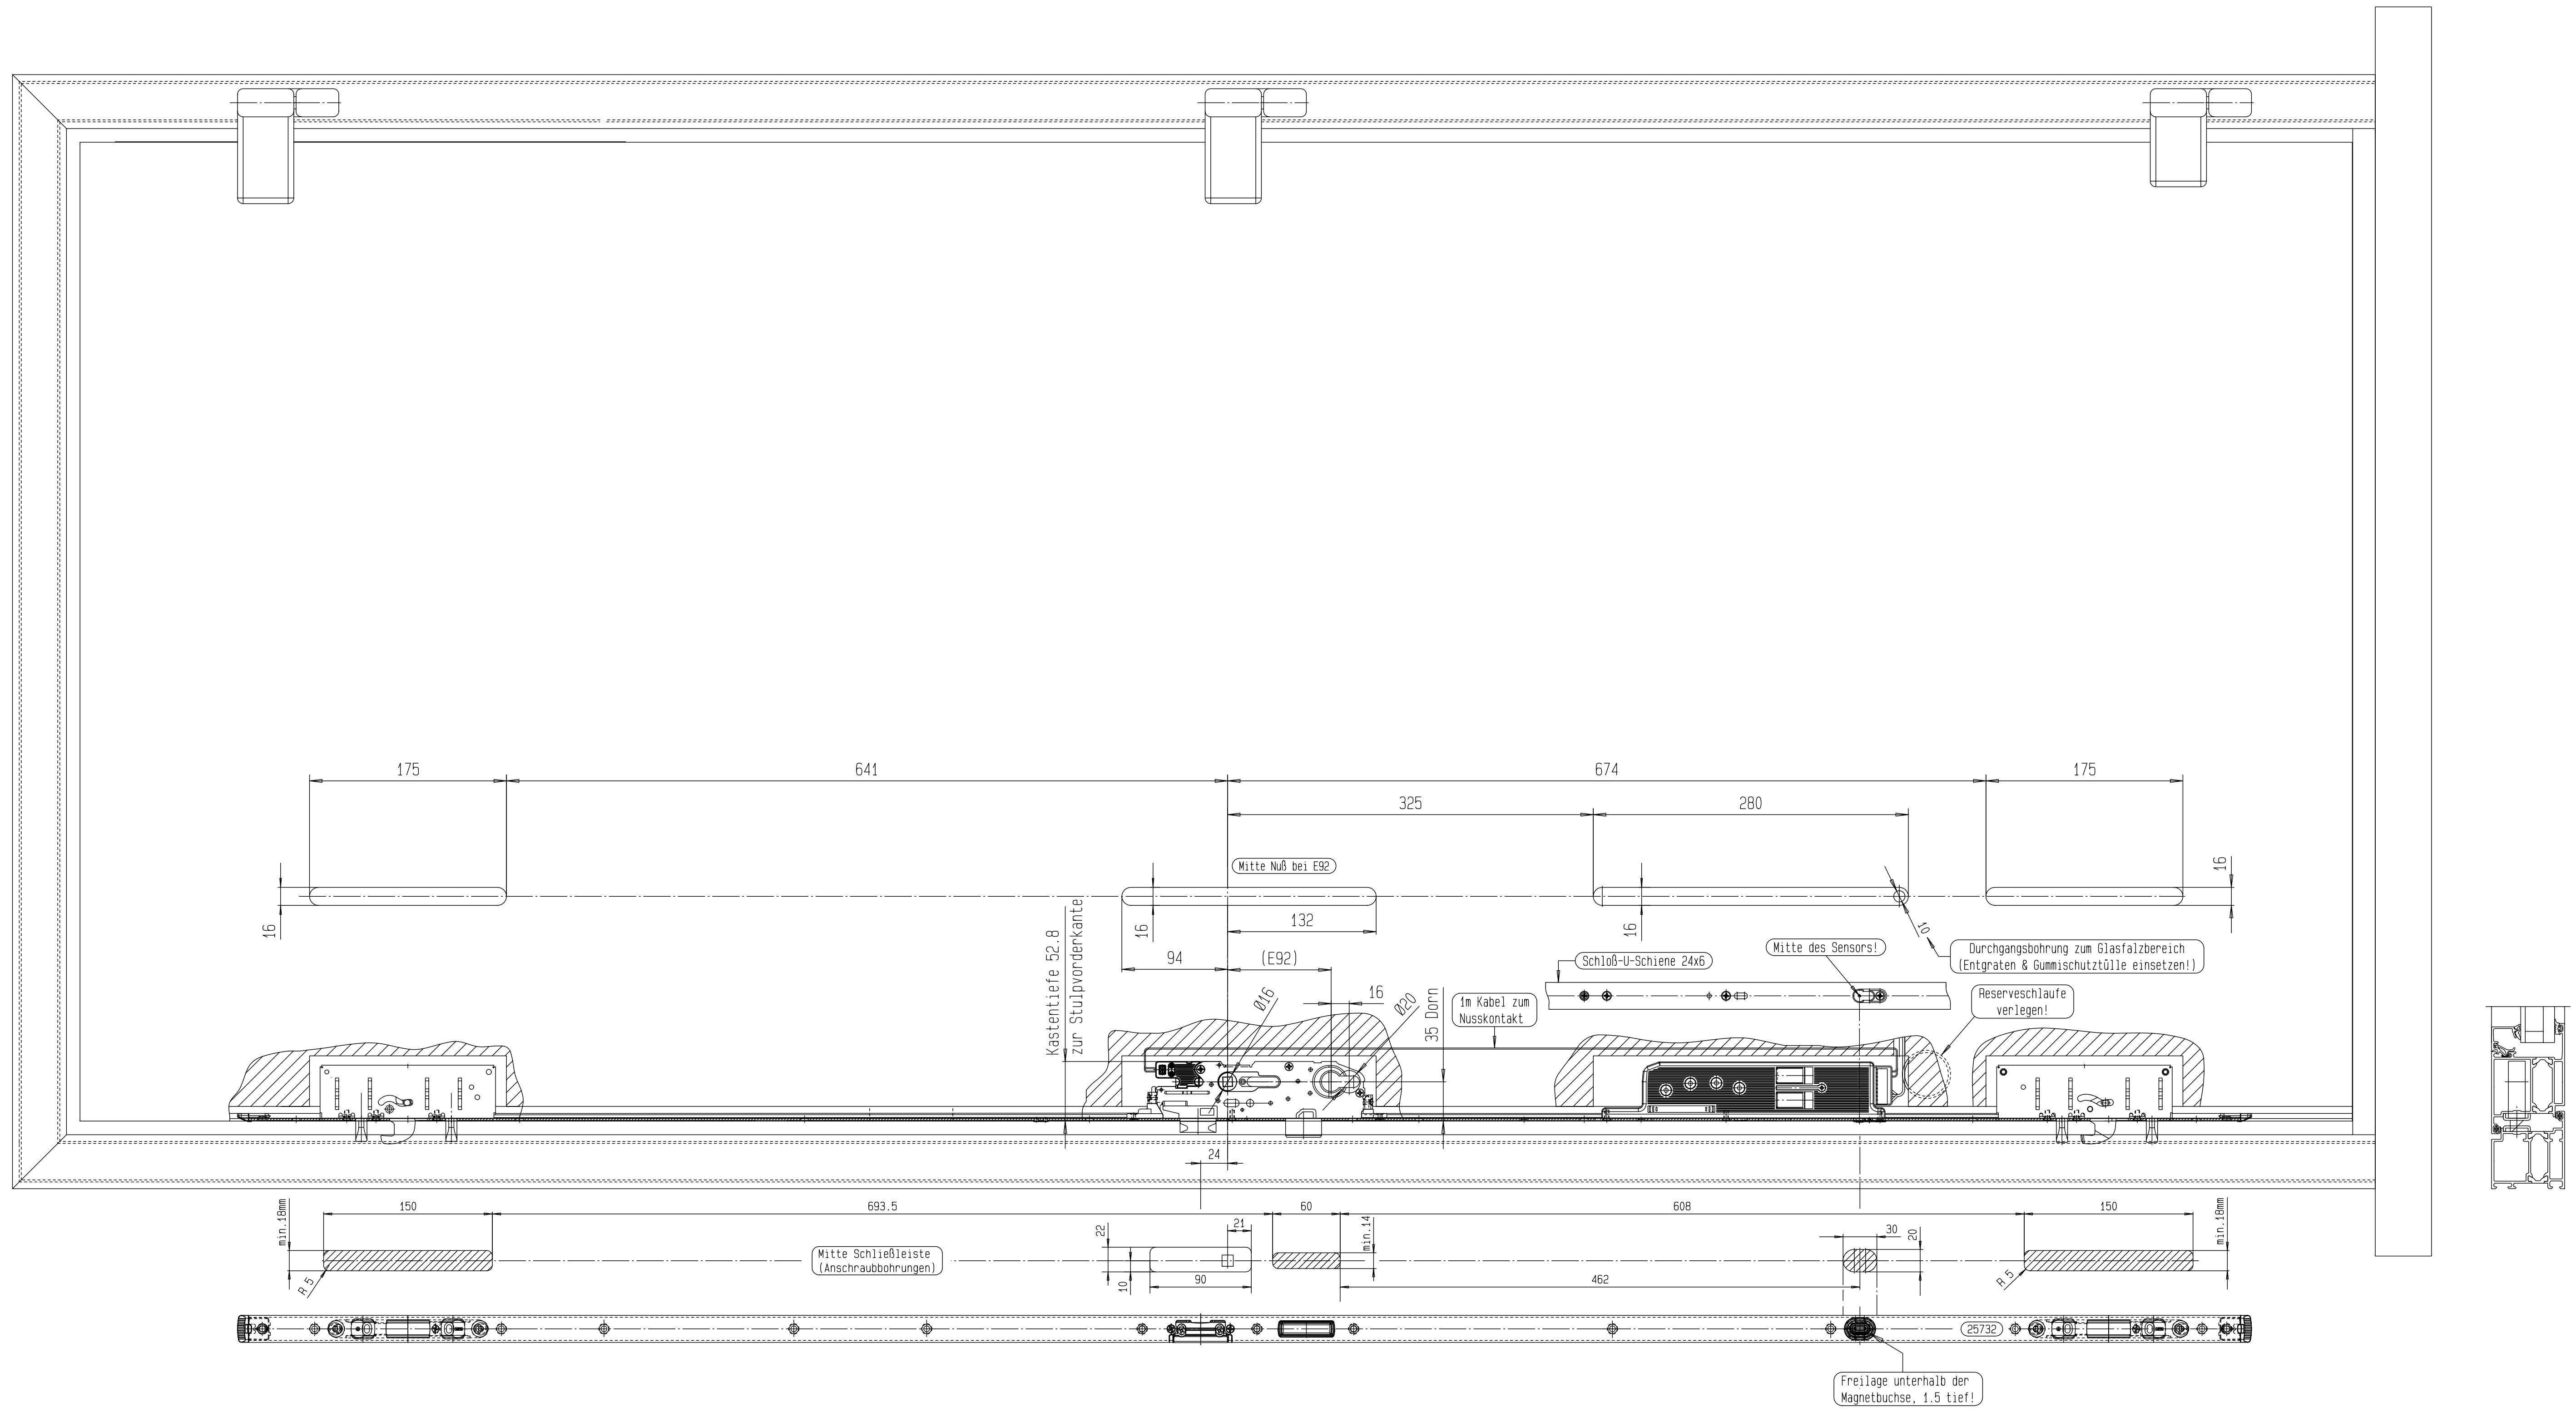 175
641
674
175
325
280
Mitte Nuß bei E92
16
16
16
16
132
10
94
(E92)
Kastentiefe 52.8
zur Stulpvorderkante
Ø16
16
Ø20
35 Dorn
Schloß-U-Schiene 24x6
Mitte des Sensors!
Durchgangsbohrung zum Glasfalzbereich
(Entgraten & Gummischutztülle einsetzen!)
1m Kabel zum
Nusskontakt
Reserveschlaufe
verlegen!
24
150
693.5
60
608
150
min.18mm
22
21
min.14
30
20
min.18mm
Mitte Schließleiste
(Anschraubbohrungen)
R 5
10
90
462
R 5
25732
Freilage unterhalb der
Magnetbuchse, 1.5 tief!